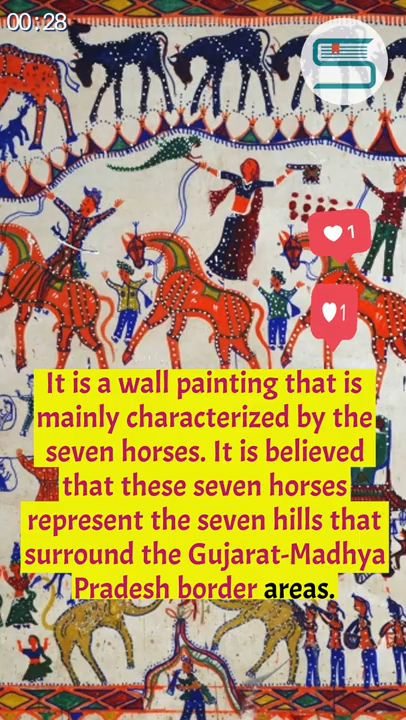 00:28
1
1
It is a wall painting that is
mainly characterized by the
seven horses. It is believed
that these seven horses
represent the seven hills that
surround the Gujarat-Madhya
Pradesh border areas.